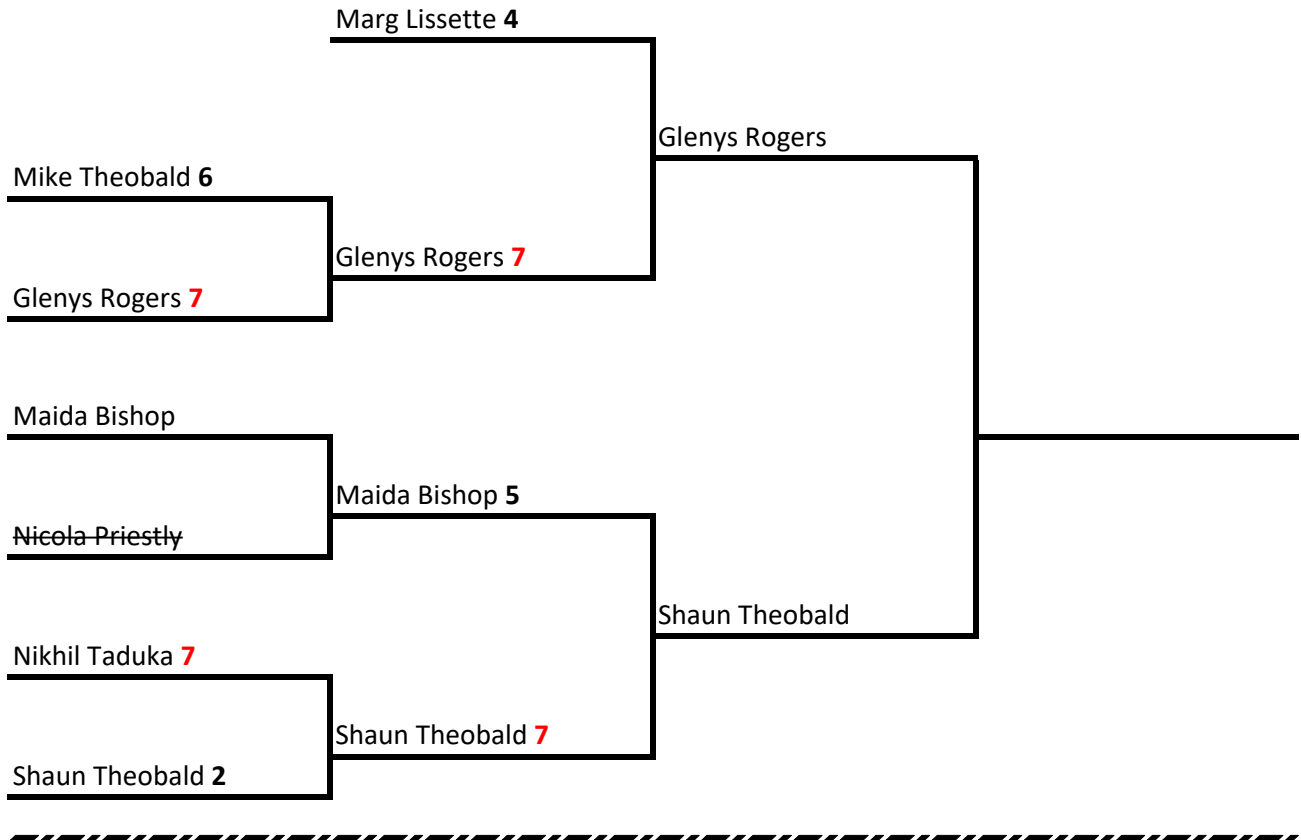 Marg Lissette 4
Glenys Rogers
Mike Theobald 6
Glenys Rogers 7
Glenys Rogers 7
Maida Bishop
Maida Bishop 5
Nicola Priestly
Shaun Theobald
Nikhil Taduka 7
Shaun Theobald 7
Shaun Theobald 2